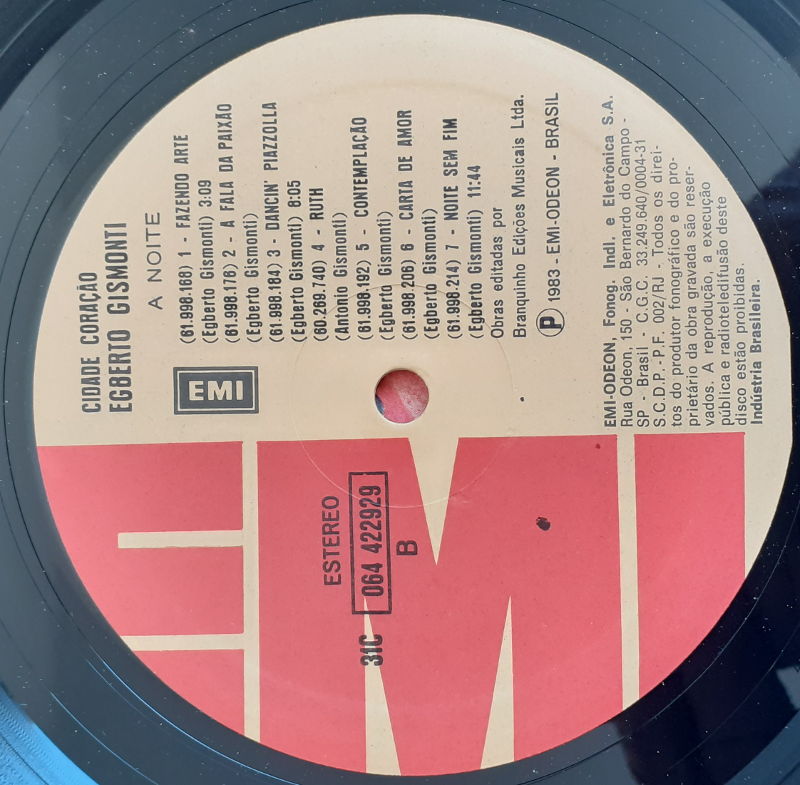 CIDADE CORAÇÃO
EGBERTO GISMONTI
A NOITE
(61.998.168) 1 - FAZENDO ARTE
(Egberto Gismonti) 3:09
(61.998.176) 2 - A FALA DA PAIXÃO
(Egberto Gismonti)
(61.998.184) 3 - DANCIN' PIAZZOLLA
(Egberto Gismonti) 8:05
(60.269.740) 4 - RUTH
(Antonio Gismonti)
(61.998.192) 5 - CONTEMPLAÇÃO
(Egberto Gismonti)
(61.998.206) 6 - CARTA DE AMOR
(Egberto Gismonti)
(61.998.214) 7 - NOITE SEM FIM
(Egberto Gismonti) 11:44
Obras editadas por
Branquinho Edições Musicais Ltda.
Ⓟ 1983 - EMI-ODEON - BRASIL
EMI-ODEON, Fonog. Indl. e Eletrônica S.A.
Rua Odeon, 150 - São Bernardo do Campo -
SP - Brasil - C.G.C. 33.249.640/0004-31
S.C.D.P.-P.F. 002/RJ - Todos os direi-
tos do produtor fonográfico e do pro-
prietário da obra gravada são reser-
vados. A reprodução, a execução
pública e radioteledifusão deste
disco estão proibidas.
Indústria Brasileira.
EMI
ESTEREO
31C 064 422929
B
EMI